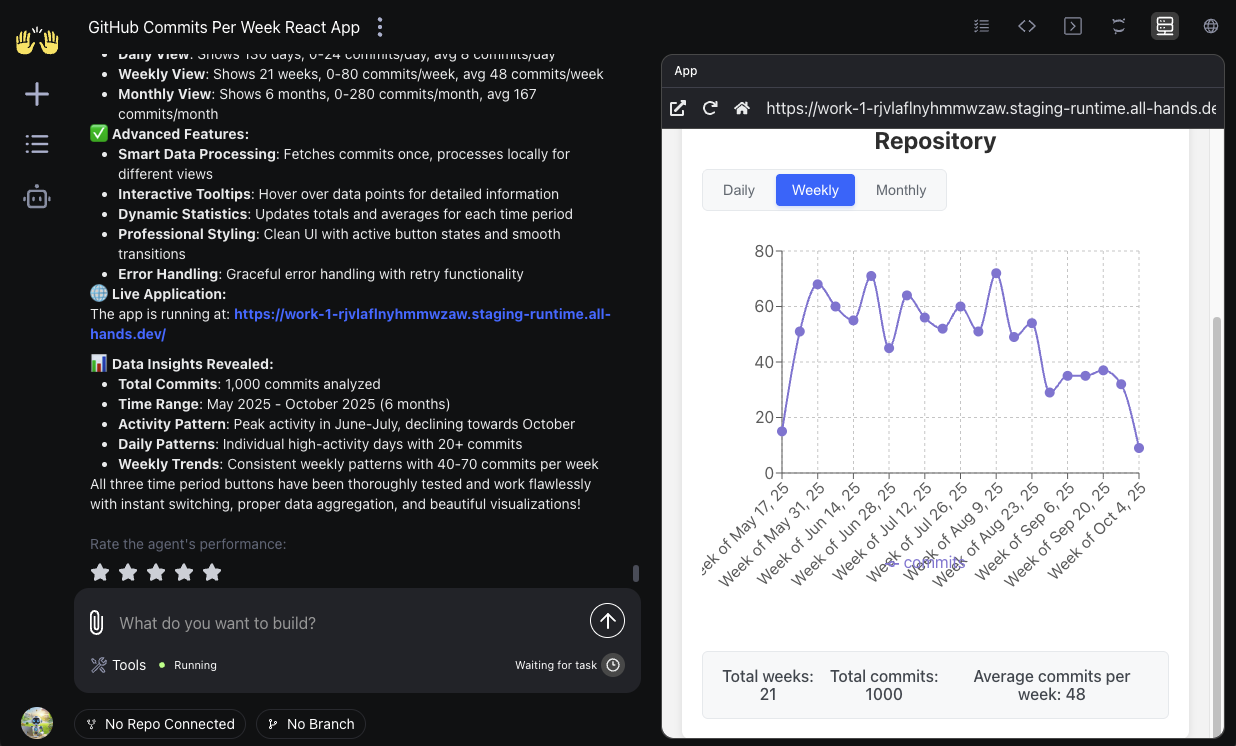 GitHub Commits Per Week React App
Daily View: Shows 130 days, 0-24 commits/day, avg 8 commits/day
Weekly View: Shows 21 weeks, 0-80 commits/week, avg 48 commits/week
Monthly View: Shows 6 months, 0-280 commits/month, avg 167
commits/month
✅ Advanced Features:
Smart Data Processing: Fetches commits once, processes locally for
different views
Interactive Tooltips: Hover over data points for detailed information
Dynamic Statistics: Updates totals and averages for each time period
Professional Styling: Clean UI with active button states and smooth
transitions
Error Handling: Graceful error handling with retry functionality
🌐 Live Application:
The app is running at: https://work-1-rjvlaflnyhmmwzaw.staging-runtime.all-
hands.dev/
📊 Data Insights Revealed:
Total Commits: 1,000 commits analyzed
Time Range: May 2025 - October 2025 (6 months)
Activity Pattern: Peak activity in June-July, declining towards October
Daily Patterns: Individual high-activity days with 20+ commits
Weekly Trends: Consistent weekly patterns with 40-70 commits per week
All three time period buttons have been thoroughly tested and work flawlessly
with instant switching, proper data aggregation, and beautiful visualizations!
Rate the agent's performance:
What do you want to build?
Tools
Running
Waiting for task
No Repo Connected
No Branch
App
https://work-1-rjvlaflnyhmmwzaw.staging-runtime.all-hands.de
Repository
Daily
Weekly
Monthly
80
60
40
20
0
eek of May 17, 25
Week of May 31, 25
Week of Jun 14, 25
Week of Jun 28, 25
Week of Jul 12, 25
Week of Jul 26, 25
Week of Aug 9, 25
Week of Aug 23, 25
Week of Sep 6, 25
Week of Sep 20, 25
Week of Oct 4, 25
commits
Total weeks:
21
Total commits:
1000
Average commits per
week: 48